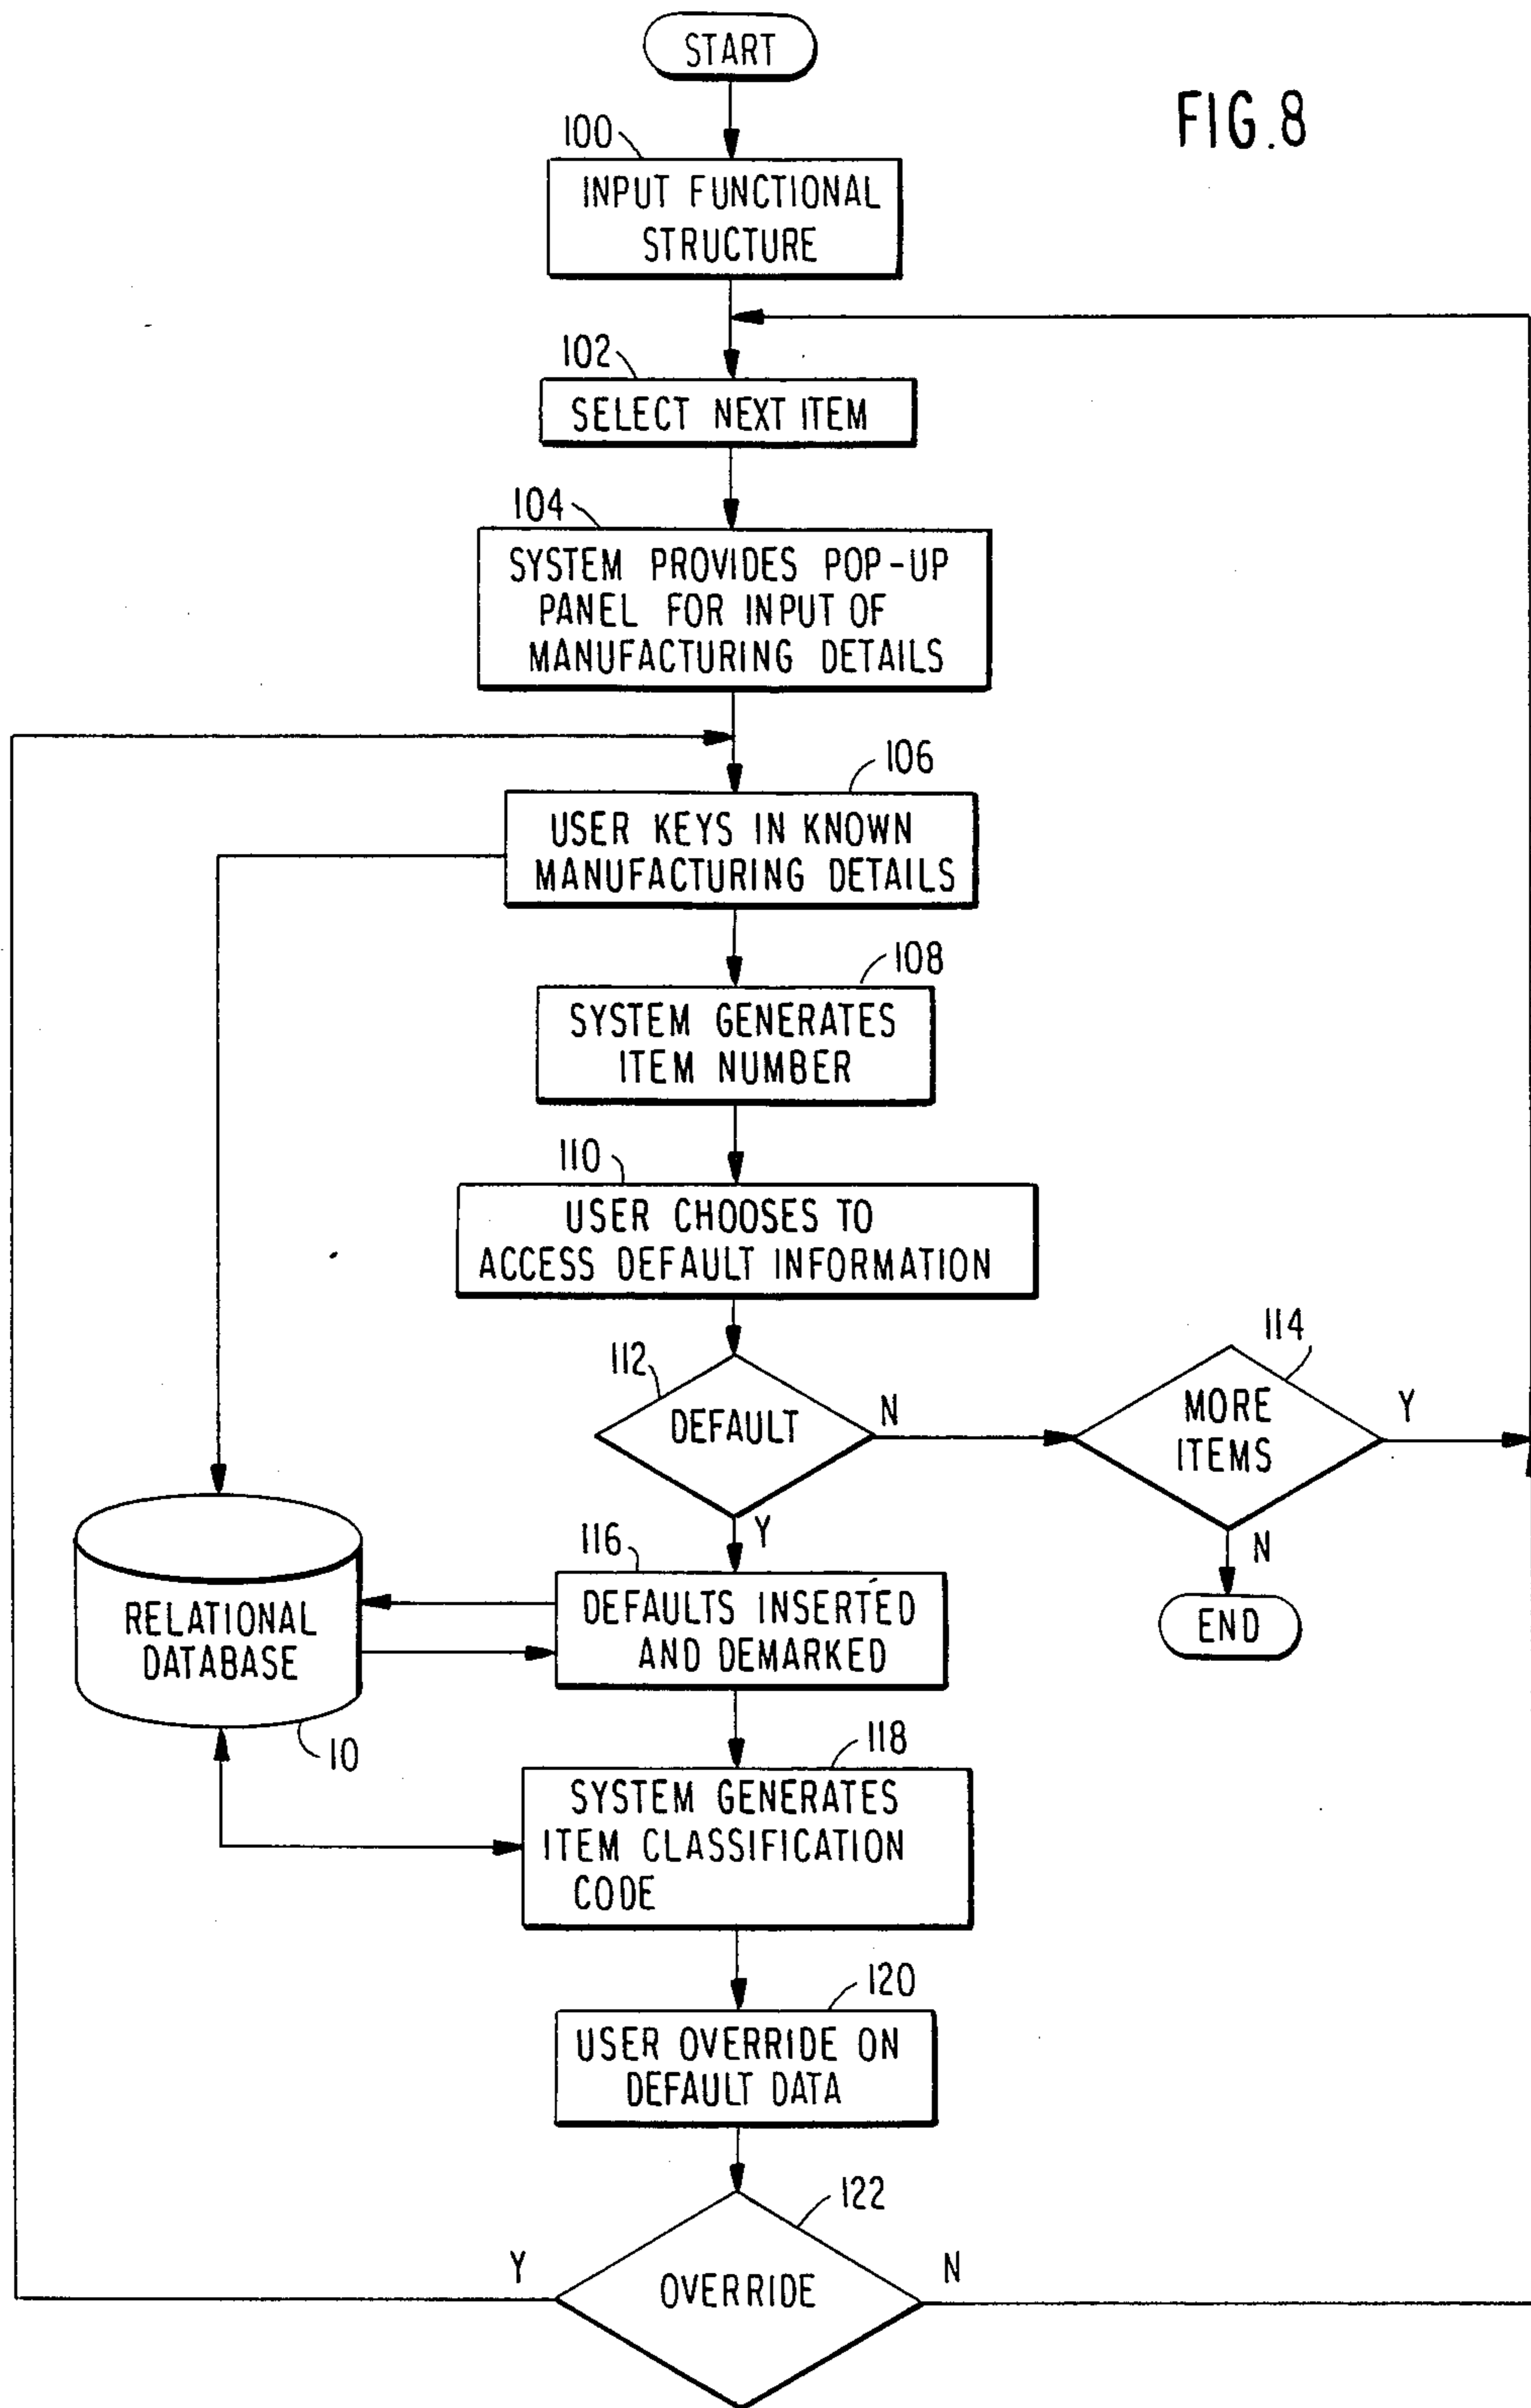 START
FIG.8
100
INPUT FUNCTIONAL
STRUCTURE
102
SELECT NEXT ITEM
104
SYSTEM PROVIDES POP-UP
PANEL FOR INPUT OF
MANUFACTURING DETAILS
106
USER KEYS IN KNOWN
MANUFACTURING DETAILS
108
SYSTEM GENERATES
ITEM NUMBER
110
USER CHOOSES TO
ACCESS DEFAULT INFORMATION
112
DEFAULT
N
Y
114
MORE
ITEMS
Y
N
END
116
DEFAULTS INSERTED
AND DEMARKED
RELATIONAL
DATABASE
10
118
SYSTEM GENERATES
ITEM CLASSIFICATION
CODE
120
USER OVERRIDE ON
DEFAULT DATA
122
Y
OVERRIDE
N